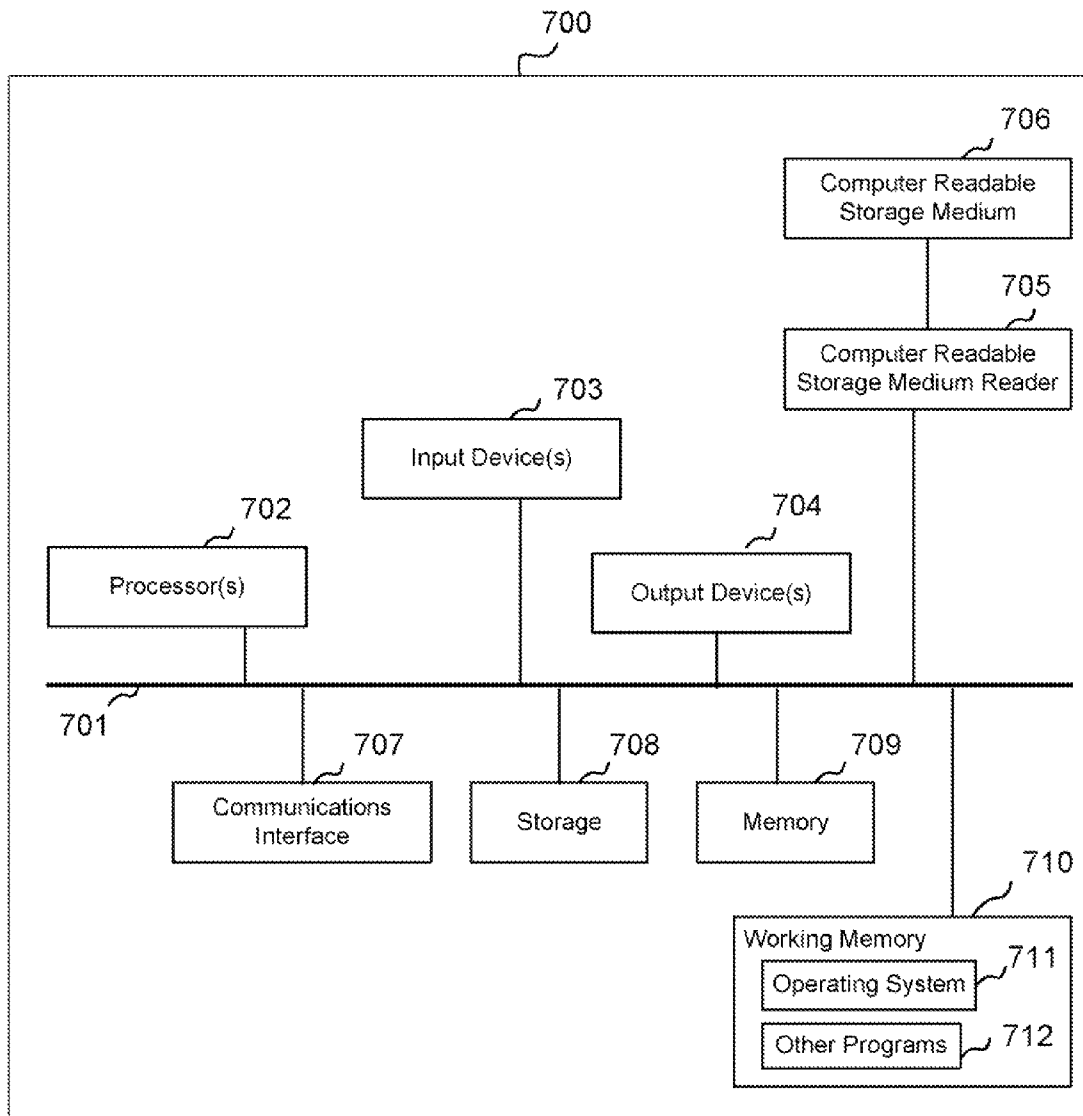 700
706
Computer Readable
Storage Medium
705
Computer Readable
Storage Medium Reader
703
Input Device(s)
702
Processor(s)
704
Output Device(s)
701
707
Communications
Interface
708
Storage
709
Memory
710
Working Memory
711
Operating System
712
Other Programs